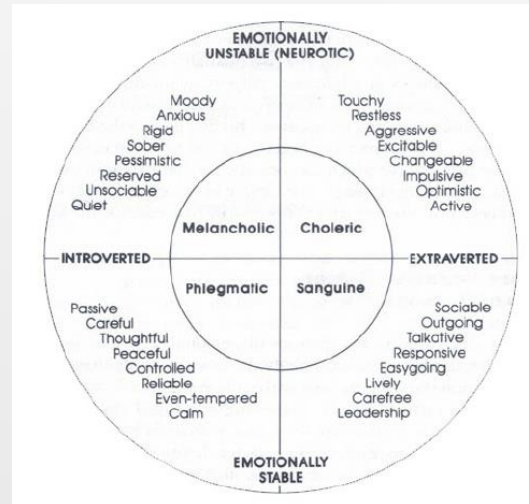 EMOTIONALLY
UNSTABLE (NEUROTIC)
Moody
Anxious
Rigid
Sober
Pessimistic
Reserved
Unsociable
Quiet
Touchy
Restless
Aggressive
Excitable
Changeable
Impulsive
Optimistic
Active
Melancholic
Choleric
INTROVERTED
EXTRAVERTED
Phlegmatic
Sanguine
Passive
Careful
Thoughtful
Peaceful
Controlled
Reliable
Even-tempered
Calm
Sociable
Outgoing
Talkative
Responsive
Easygoing
Lively
Carefree
Leadership
EMOTIONALLY
STABLE